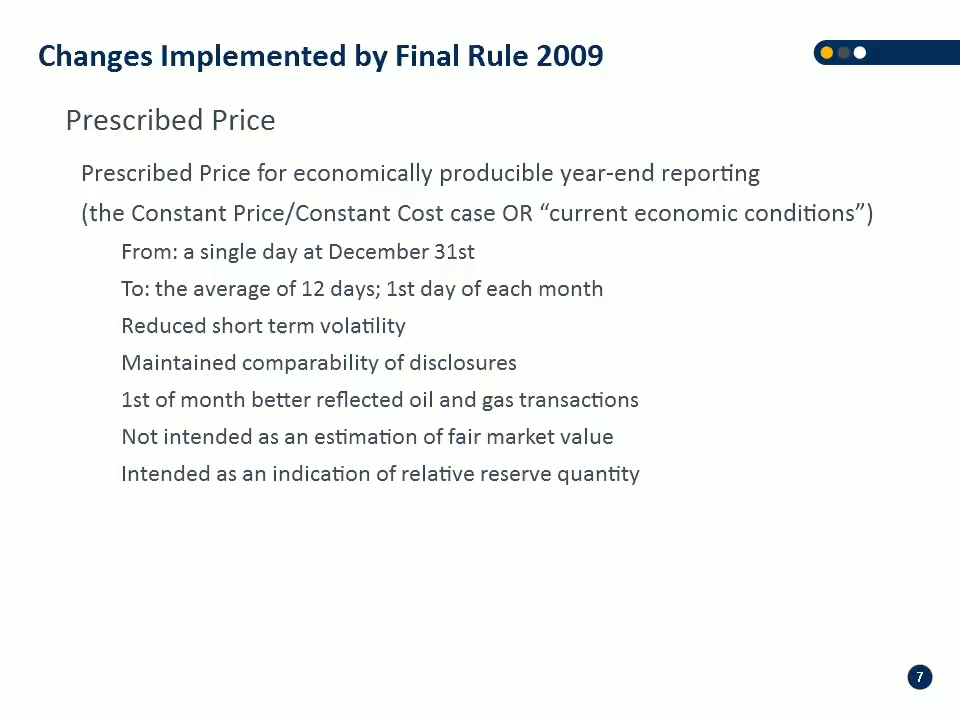 Changes Implemented by Final Rule 2009
Prescribed Price
Prescribed Price for economically producible year-end reporting
(the Constant Price/Constant Cost case OR “current economic conditions”)
From: a single day at December 31st
To: the average of 12 days; 1st day of each month
Reduced short term volatility
Maintained comparability of disclosures
1st of month better reflected oil and gas transactions
Not intended as an estimation of fair market value
Intended as an indication of relative reserve quantity
7